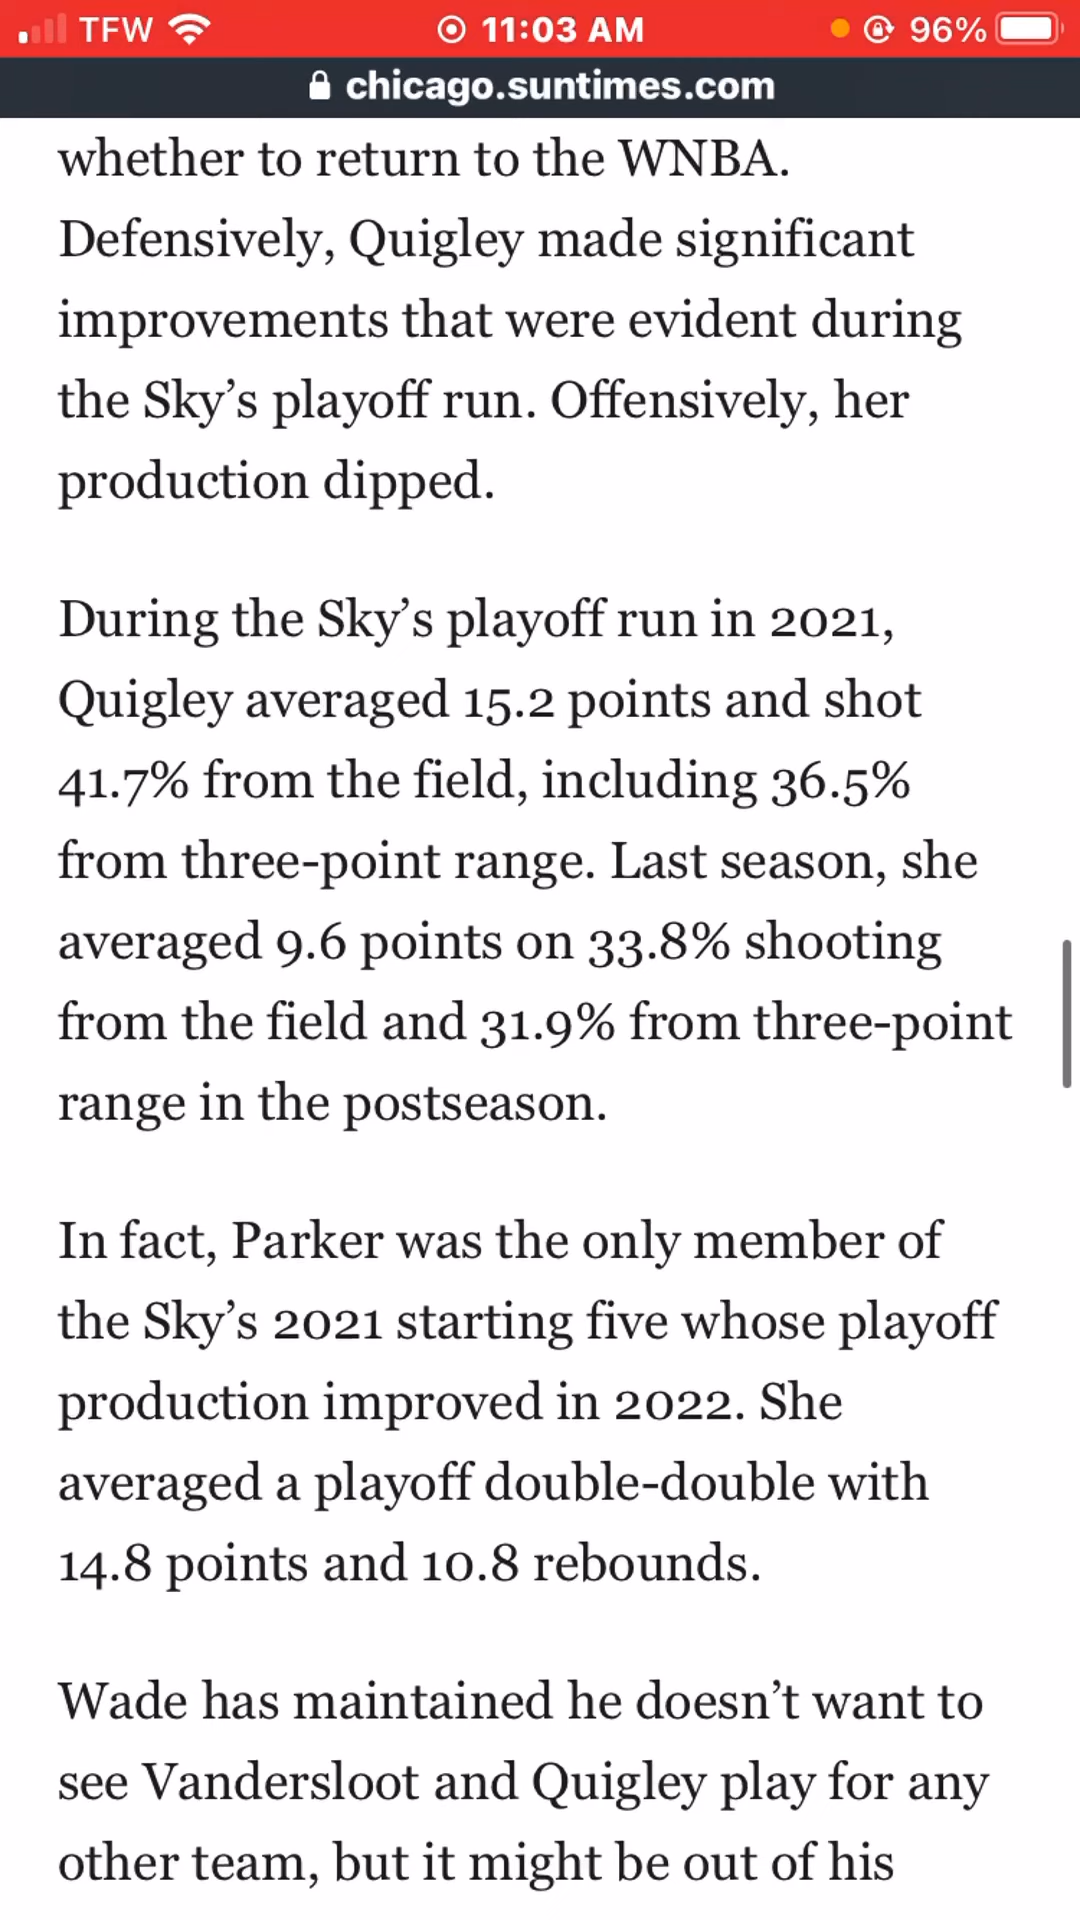 TFW 11:03 AM 96%
chicago.suntimes.com
whether to return to the WNBA.
Defensively, Quigley made significant
improvements that were evident during
the Sky’s playoff run. Offensively, her
production dipped.
During the Sky’s playoff run in 2021,
Quigley averaged 15.2 points and shot
41.7% from the field, including 36.5%
from three-point range. Last season, she
averaged 9.6 points on 33.8% shooting
from the field and 31.9% from three-point
range in the postseason.
In fact, Parker was the only member of
the Sky’s 2021 starting five whose playoff
production improved in 2022. She
averaged a playoff double-double with
14.8 points and 10.8 rebounds.
Wade has maintained he doesn’t want to
see Vandersloot and Quigley play for any
other team, but it might be out of his